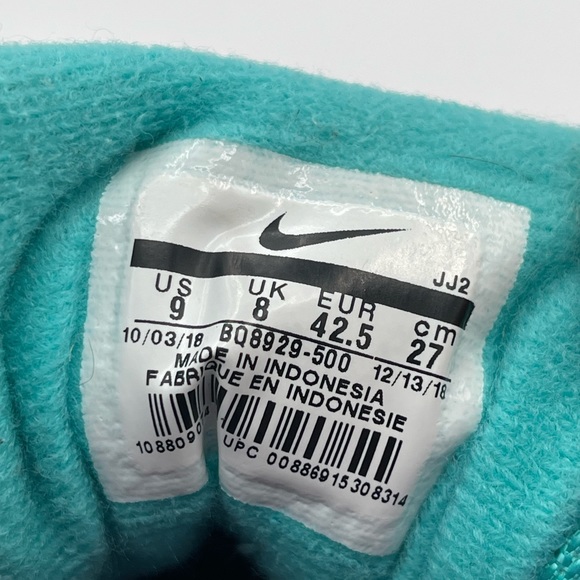 JJ2
US UK EUR cm
9 8 42.5 27
10/03/18 BQ8929-500 12/13/18
MADE IN INDONESIA
FABRIQUE EN INDONESIE
UPC 00886915308314